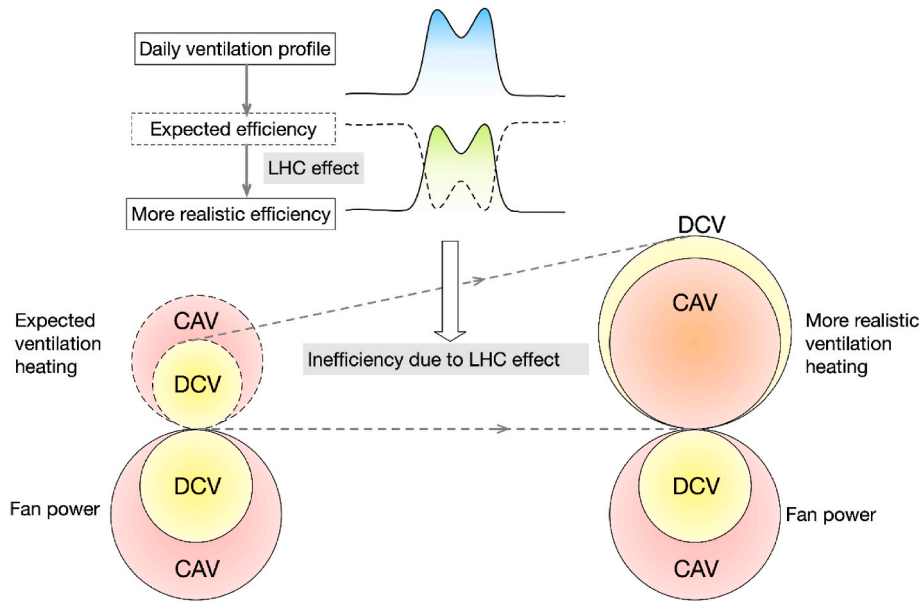 Daily ventilation profile
Expected efficiency
LHC effect
More realistic efficiency
DCV
CAV
Expected
ventilation
heating
CAV
DCV
Inefficiency due to LHC effect
More realistic
ventilation
heating
DCV
Fan power
CAV
DCV
Fan power
CAV